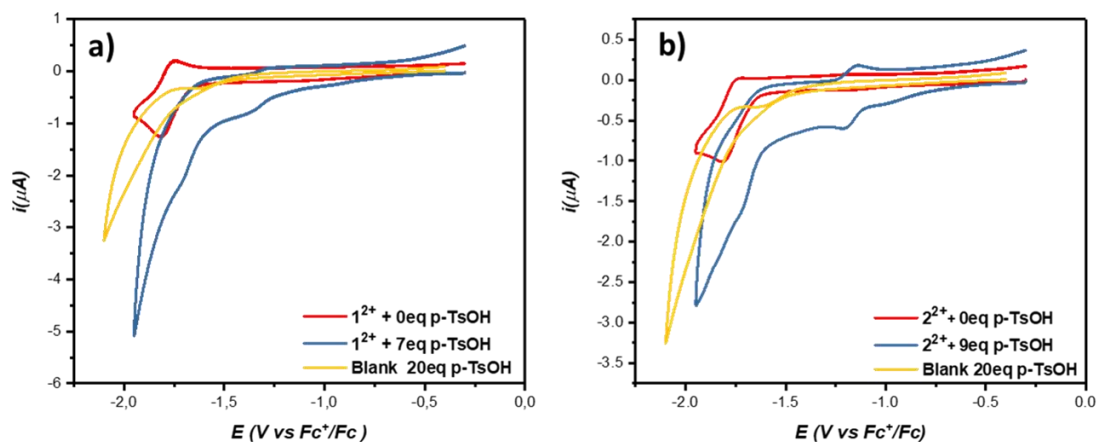 a)
1
0
-1
-2
-3
-4
-5
-6
i(μA)
1²⁺ + 0eq p-TsOH
1²⁺ + 7eq p-TsOH
Blank 20eq p-TsOH
-2,0 -1,5 -1,0 -0,5 0,0
E (V vs Fc⁺/Fc )
b)
0.5
0.0
-0.5
-1.0
-1.5
-2.0
-2.5
-3.0
-3.5
i(μA)
2²⁺+ 0eq p-TsOH
2²⁺+ 9eq p-TsOH
Blank 20eq p-TsOH
-2.0 -1.5 -1.0 -0.5 0.0
E (V vs Fc⁺/Fc)